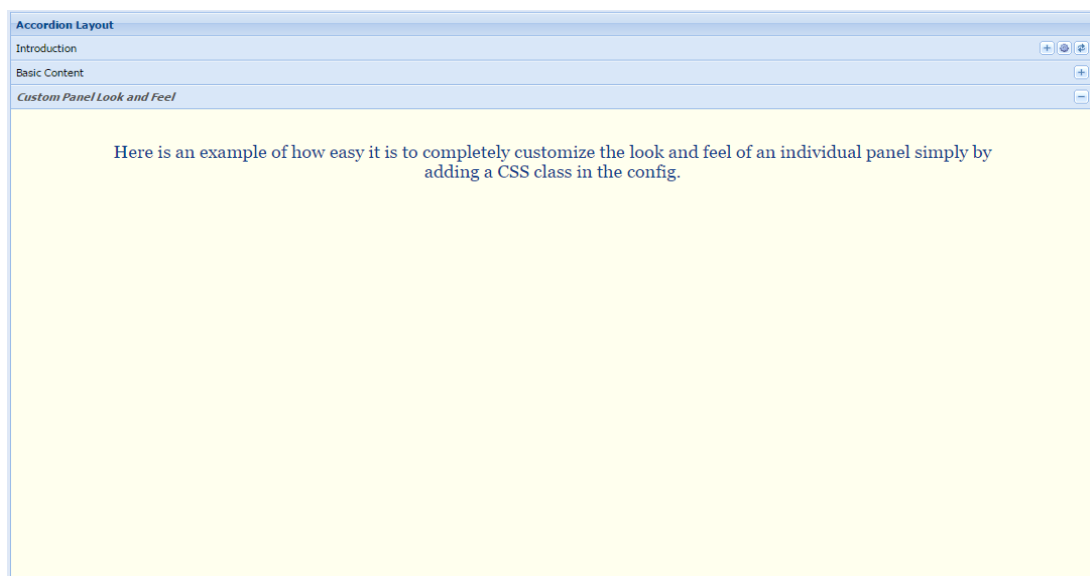 Accordion Layout
Introduction
Basic Content
Custom Panel Look and Feel
Here is an example of how easy it is to completely customize the look and feel of an individual panel simply by
adding a CSS class in the config.